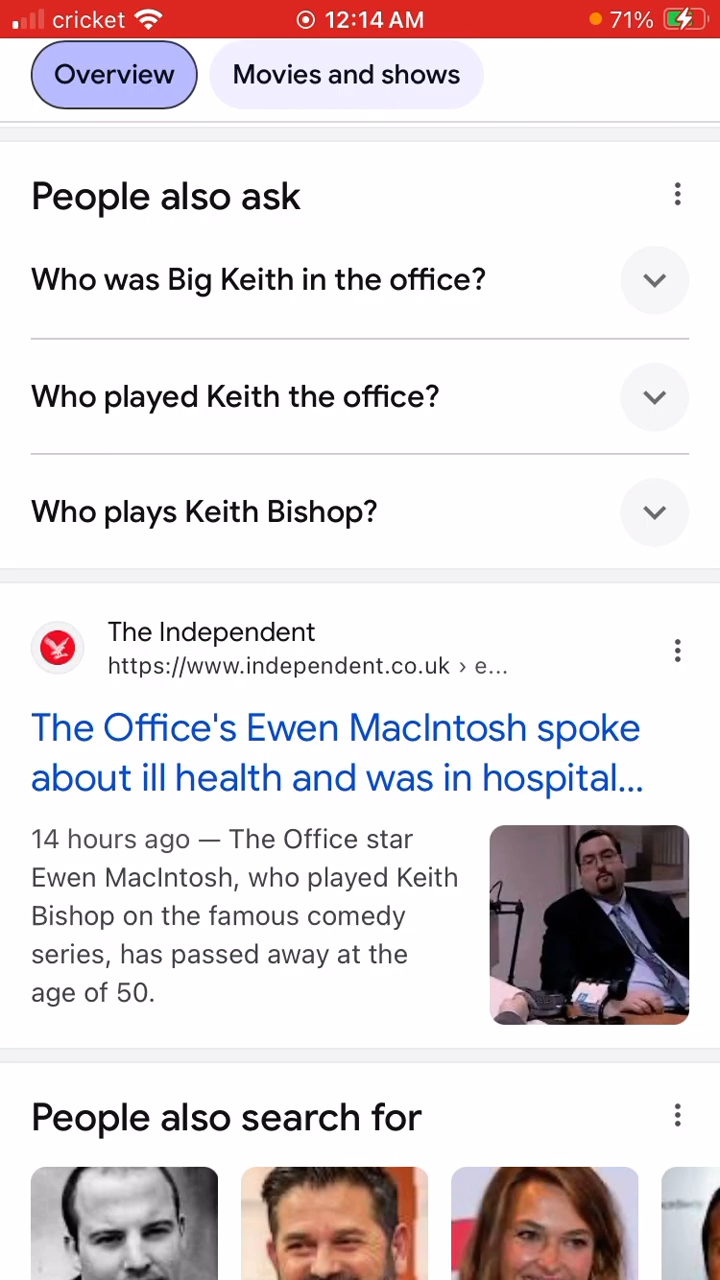 cricket 12:14 AM 71%
Overview Movies and shows
People also ask
Who was Big Keith in the office?
Who played Keith the office?
Who plays Keith Bishop?
The Independent
https://www.independent.co.uk › e...
The Office's Ewen MacIntosh spoke
about ill health and was in hospital...
14 hours ago — The Office star
Ewen MacIntosh, who played Keith
Bishop on the famous comedy
series, has passed away at the
age of 50.
People also search for